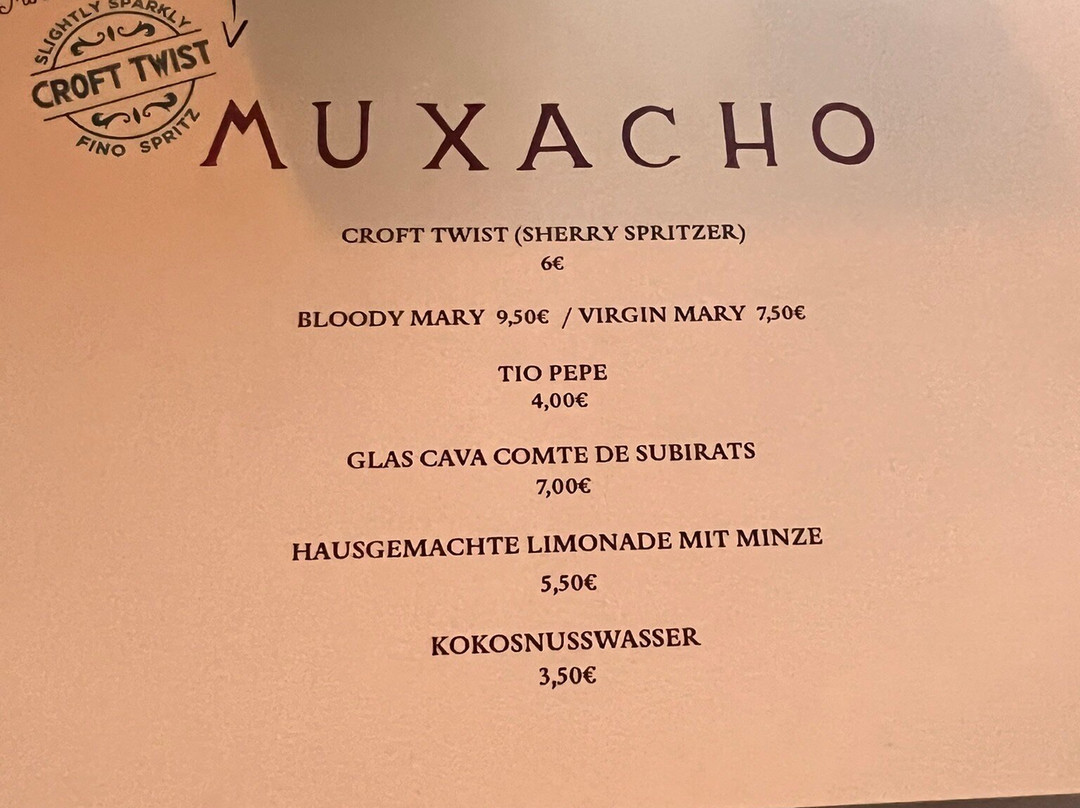 SLIGHTLY SPARKLY
CROFT TWIST
FINO SPRITZ
MUXACHO
CROFT TWIST (SHERRY SPRITZER)
6€
BLOODY MARY 9,50€ / VIRGIN MARY 7,50€
TIO PEPE
4,00€
GLAS CAVA COMTE DE SUBIRATS
7,00€
HAUSGEMACHTE LIMONADE MIT MINZE
5,50€
KOKOSNUSSWASSER
3,50€